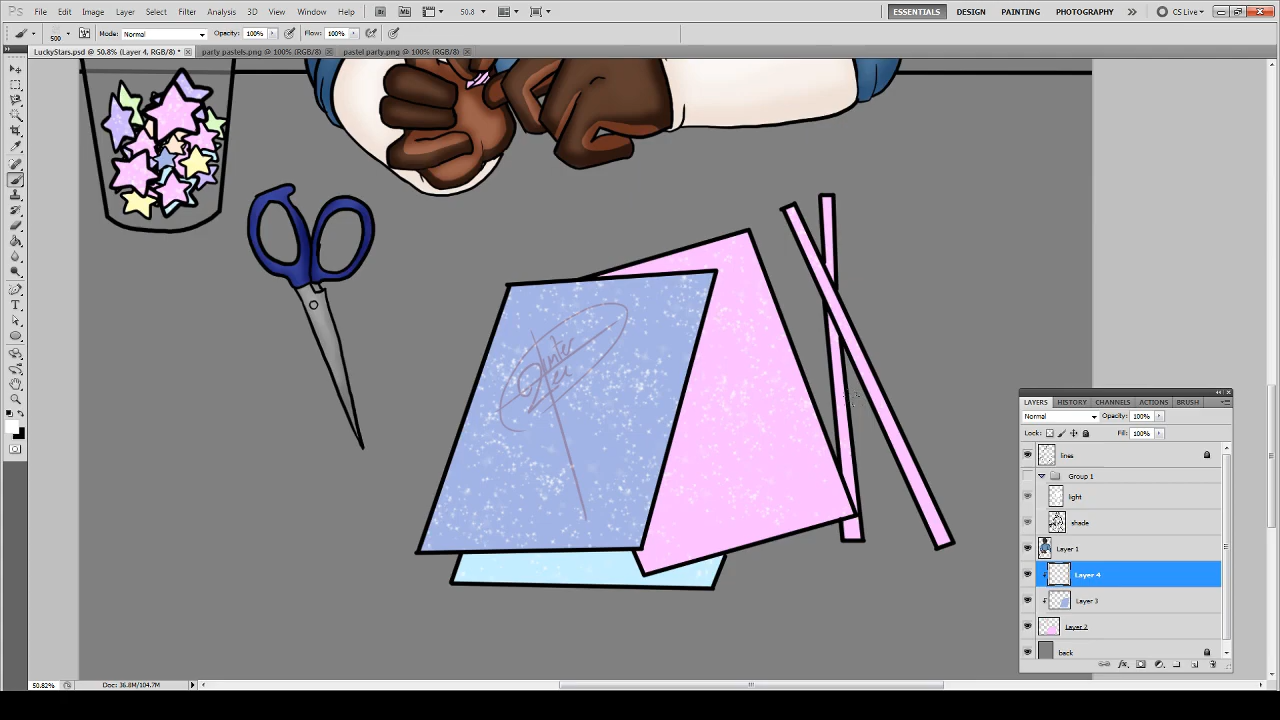 Ps
Br
Mb
50.8
ESSENTIALS
DESIGN
PAINTING
PHOTOGRAPHY
CS Live
File Edit Image Layer Select Filter Analysis 3D View Window Help
500
Mode: Normal
Opacity: 100%
Flow: 100%
LuckyStars.psd @ 50.8% (Layer 4, RGB/8) *
party pastels.png @ 100% (RGB/8)
pastel party.png @ 100% (RGB/8)
LAYERS HISTORY CHANNELS ACTIONS BRUSH
Normal
Opacity: 100%
Lock:
Fill: 100%
lines
Group 1
light
shade
Layer 1
Layer 4
Layer 3
Layer 2
back
50.82%
Doc: 36.8M/104.7M